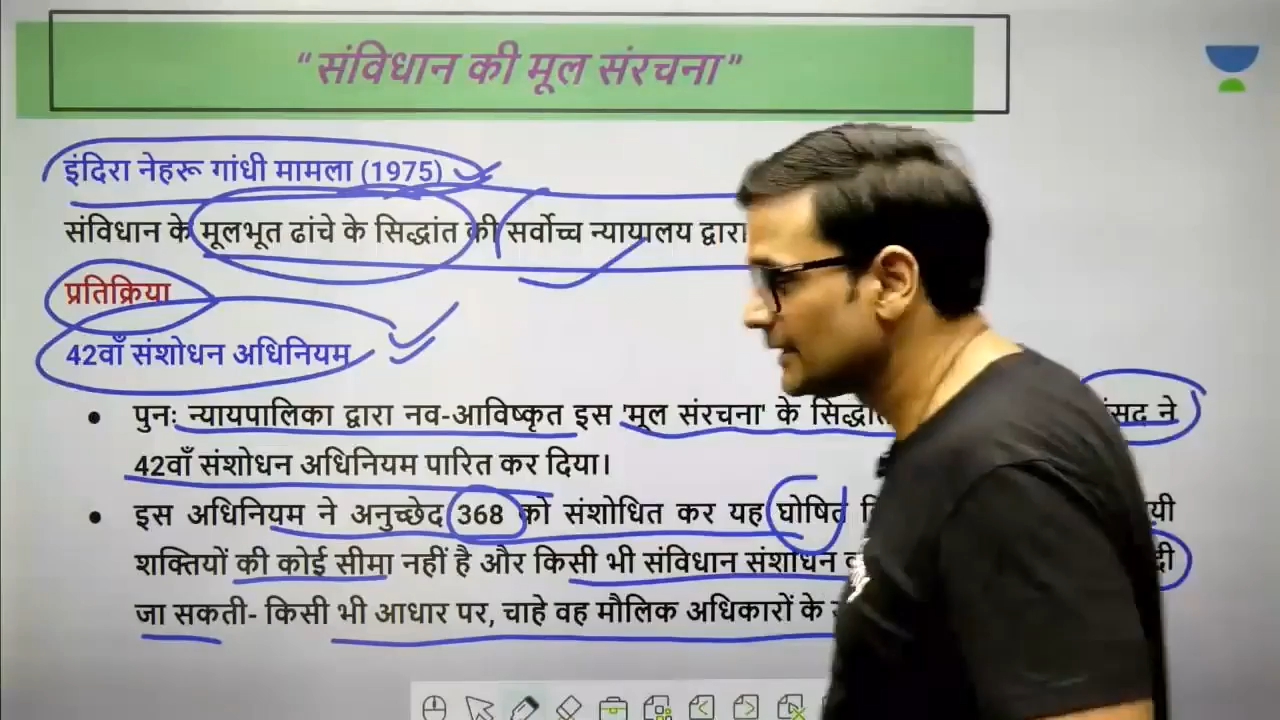 “संविधान की मूल संरचना”
इंदिरा नेहरू गांधी मामला (1975)
संविधान के मूलभूत ढांचे के सिद्धांत की सर्वोच्च न्यायालय द्वारा
प्रतिक्रिया
42वाँ संशोधन अधिनियम
• पुनः न्यायपालिका द्वारा नव-आविष्कृत इस 'मूल संरचना' के ने
42वाँ संशोधन अधिनियम पारित कर दिया।
• इस अधिनियम ने अनुच्छेद 368 को संशोधित कर यह घोषित
शक्तियों की कोई सीमा नहीं है और किसी भी संविधान संशोधन
जा सकती- किसी भी आधार पर, चाहे वह मौलिक अधिकारों के